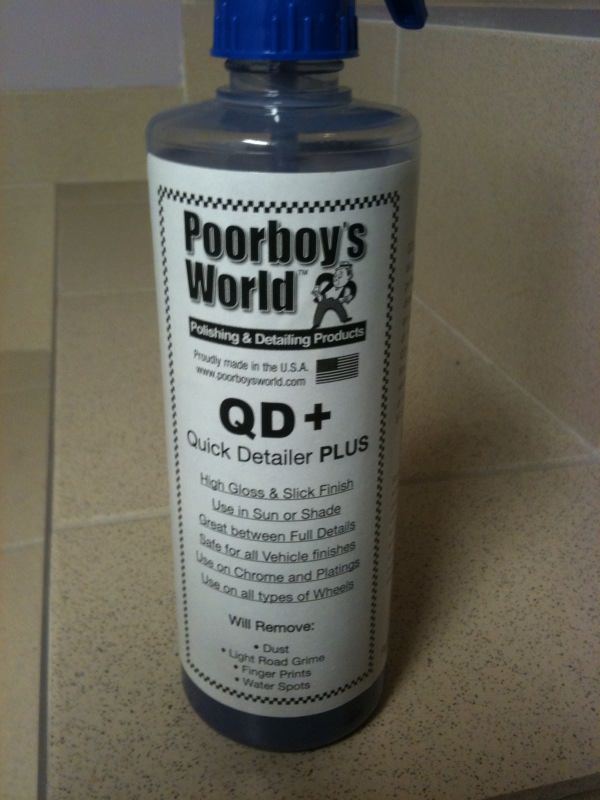 Poorboy's
World™
Polishing & Detailing Products
Proudly made in the U.S.A.
www.poorboysworld.com
QD+
Quick Detailer PLUS
High Gloss & Slick Finish
Use in Sun or Shade
Great between Full Details
Safe for all Vehicle finishes
Use on Chrome and Platings
Use on all types of Wheels
Will Remove:
• Dust
• Light Road Grime
• Finger Prints
• Water Spots